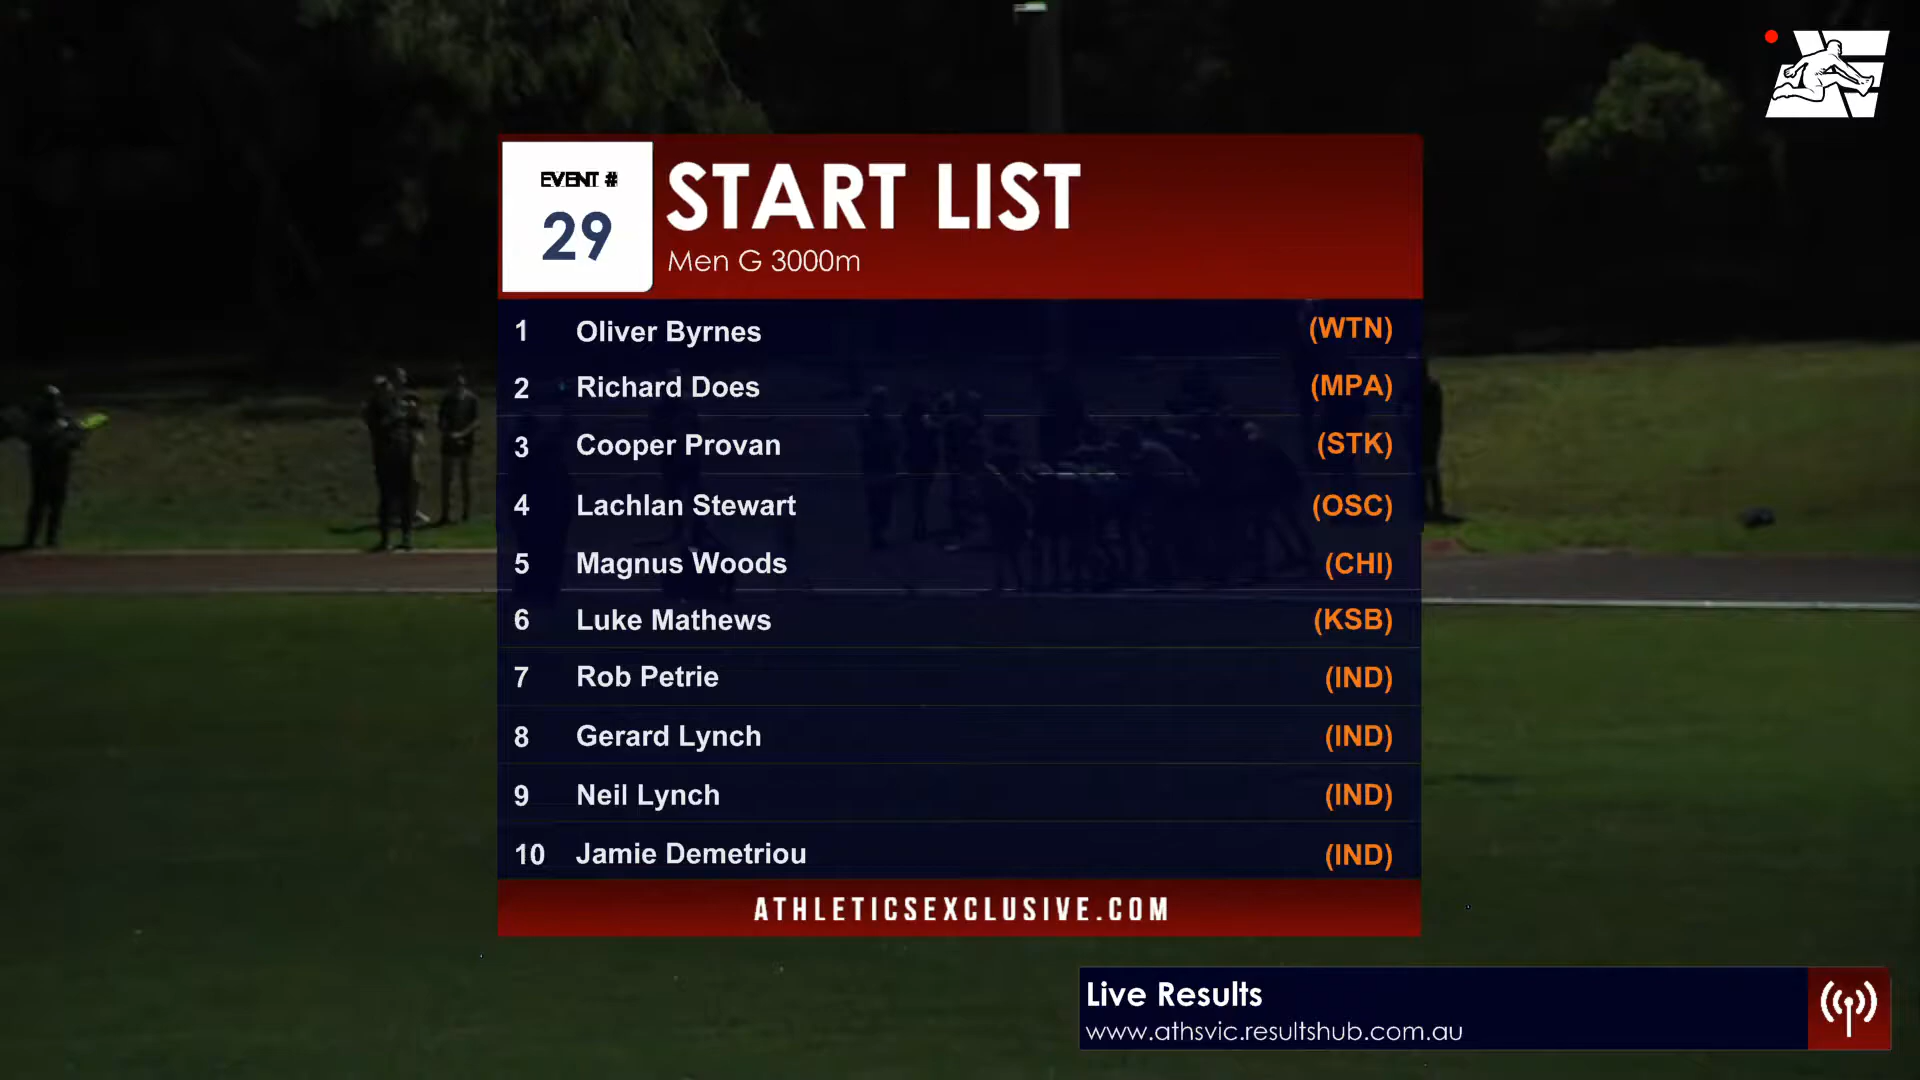 EVENT #
29
START LIST
Men G 3000m
1 Oliver Byrnes (WTN)
2 Richard Does (MPA)
3 Cooper Provan (STK)
4 Lachlan Stewart (OSC)
5 Magnus Woods (CHI)
6 Luke Mathews (KSB)
7 Rob Petrie (IND)
8 Gerard Lynch (IND)
9 Neil Lynch (IND)
10 Jamie Demetriou (IND)
ATHLETICSEXCLUSIVE.COM
Live Results
www.athsvic.resultshub.com.au